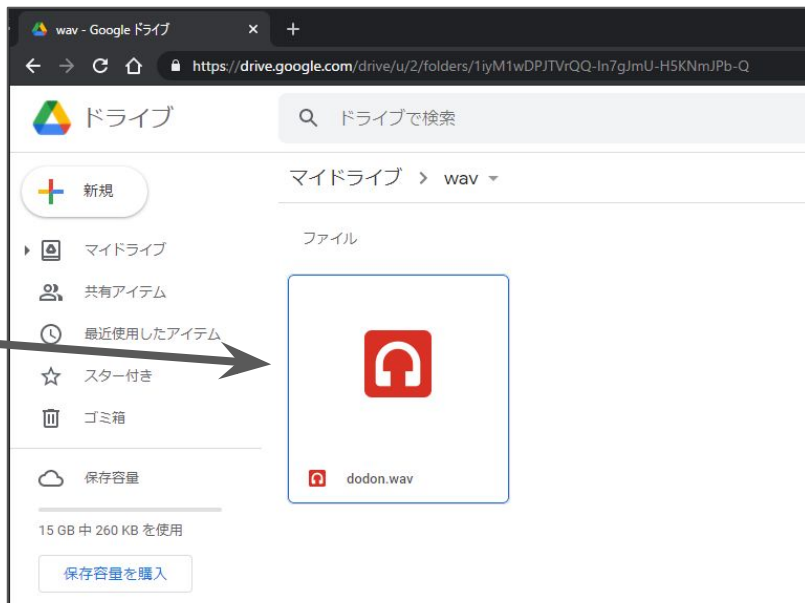 wav - Google ドライブ
https://drive.google.com/drive/u/2/folders/1iyM1wDPJTVrQQ-In7gJmU-H5KNmJPb-Q
ドライブ
ドライブで検索
新規
マイドライブ > wav
マイドライブ
共有アイテム
最近使用したアイテム
スター付き
ゴミ箱
保存容量
15 GB 中 260 KB を使用
保存容量を購入
ファイル
dodon.wav